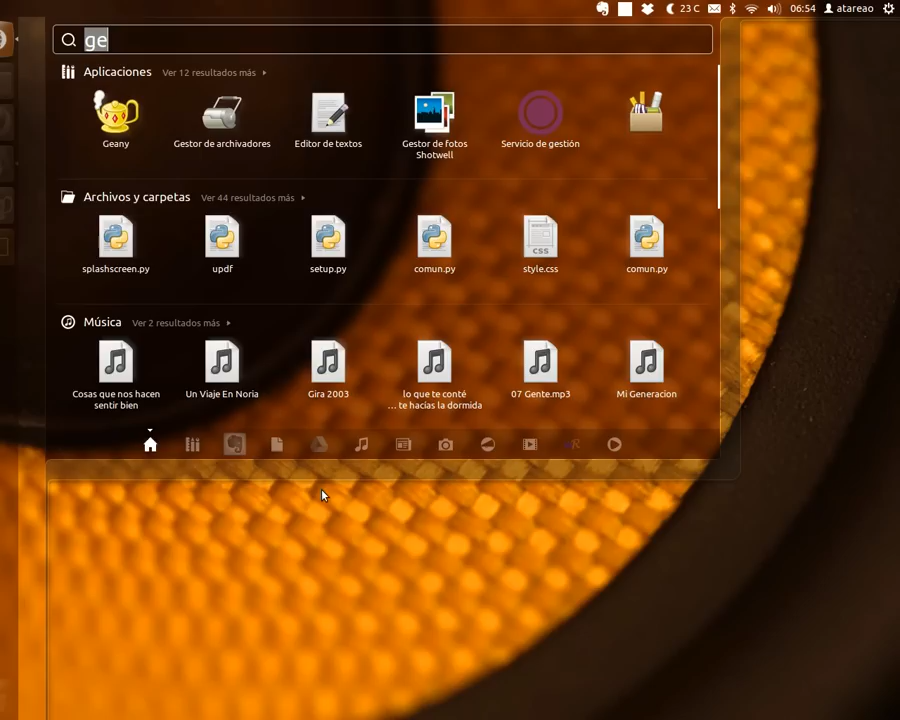 23 C 06:54 atareao
ge
Aplicaciones Ver 12 resultados más
Geany Gestor de archivadores Editor de textos Gestor de fotos Servicio de gestión
Shotwell
Archivos y carpetas Ver 44 resultados más
CSS
splashscreen.py updf setup.py comun.py style.css comun.py
Música Ver 2 resultados más
Cosas que nos hacen Un Viaje En Noria Gira 2003 lo que te conté 07 Gente.mp3 Mi Generacion
sentir bien ... te hacías la dormida